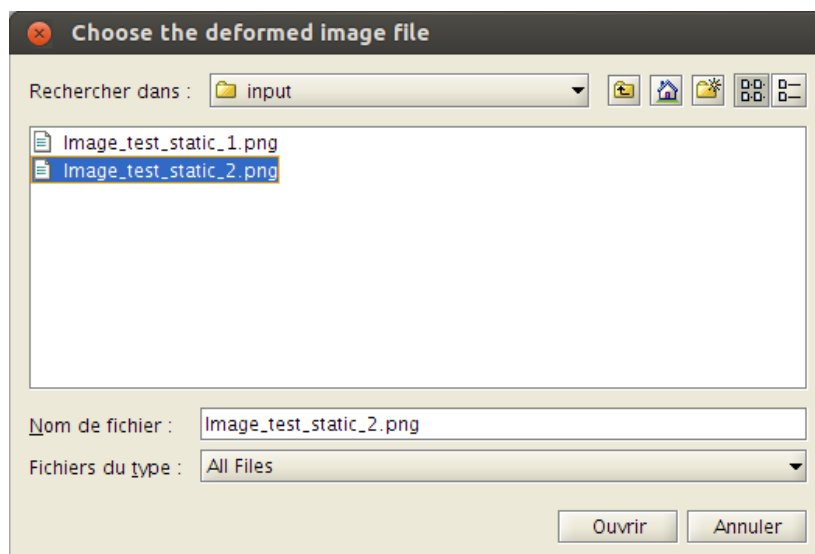 Choose the deformed image file
Rechercher dans : input
Image_test_static_1.png
Image_test_static_2.png
Nom de fichier : Image_test_static_2.png
Fichiers du type : All Files
Ouvrir Annuler